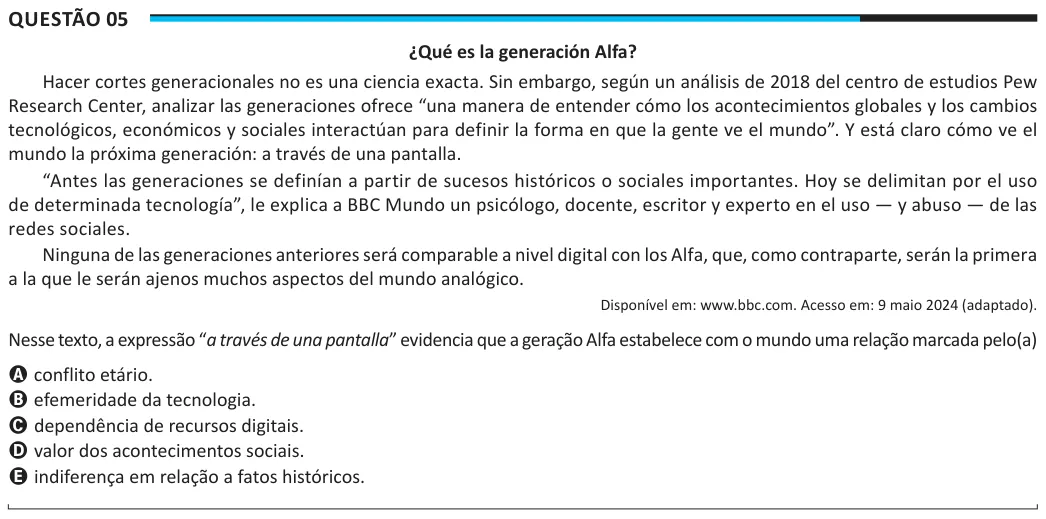 QUESTÃO 05
¿Qué es la generación Alfa?
Hacer cortes generacionales no es una ciencia exacta. Sin embargo, según un análisis de 2018 del centro de estudios Pew
Research Center, analizar las generaciones ofrece “una manera de entender cómo los acontecimientos globales y los cambios
tecnológicos, económicos y sociales interactúan para definir la forma en que la gente ve el mundo”. Y está claro cómo ve el
mundo la próxima generación: a través de una pantalla.
“Antes las generaciones se definían a partir de sucesos históricos o sociales importantes. Hoy se delimitan por el uso
de determinada tecnología”, le explica a BBC Mundo un psicólogo, docente, escritor y experto en el uso — y abuso — de las
redes sociales.
Ninguna de las generaciones anteriores será comparable a nivel digital con los Alfa, que, como contraparte, serán la primera
a la que le serán ajenos muchos aspectos del mundo analógico.
Disponível em: www.bbc.com. Acesso em: 9 maio 2024 (adaptado).
Nesse texto, a expressão “a través de una pantalla” evidencia que a geração Alfa estabelece com o mundo uma relação marcada pelo(a)
A conflito etário.
B efemeridade da tecnologia.
C dependência de recursos digitais.
D valor dos acontecimentos sociais.
E indiferença em relação a fatos históricos.